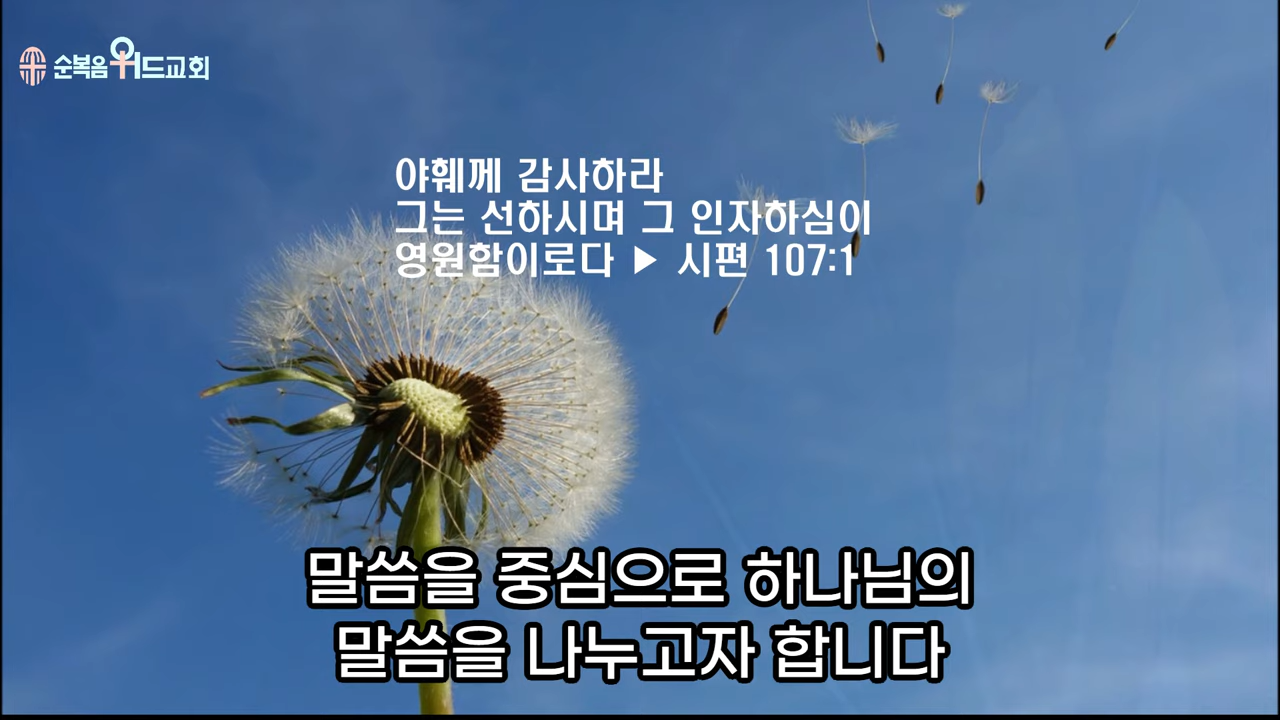 순복음위드교회
야훼께 감사하라
그는 선하시며 그 인자하심이
영원함이로다 ▶ 시편 107:1
말씀을 중심으로 하나님의
말씀을 나누고자 합니다